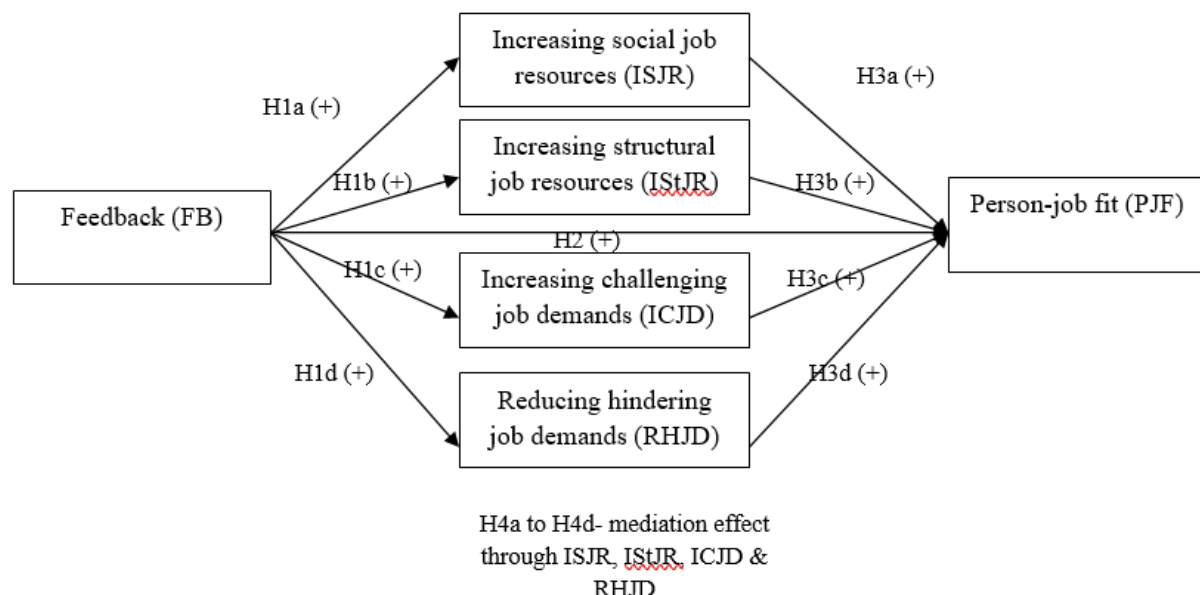 Increasing social job
resources (ISJR)
H3a (+)
H1a (+)
Increasing structural
job resources (IStJR)
H1b (+)
H3b (+)
Feedback (FB)
Person-job fit (PJF)
H2 (+)
H1c (+)
Increasing challenging
job demands (ICJD)
H3c (+)
H1d (+)
H3d (+)
Reducing hindering
job demands (RHJD)
H4a to H4d- mediation effect
through ISJR, IStJR, ICJD &
RHJD